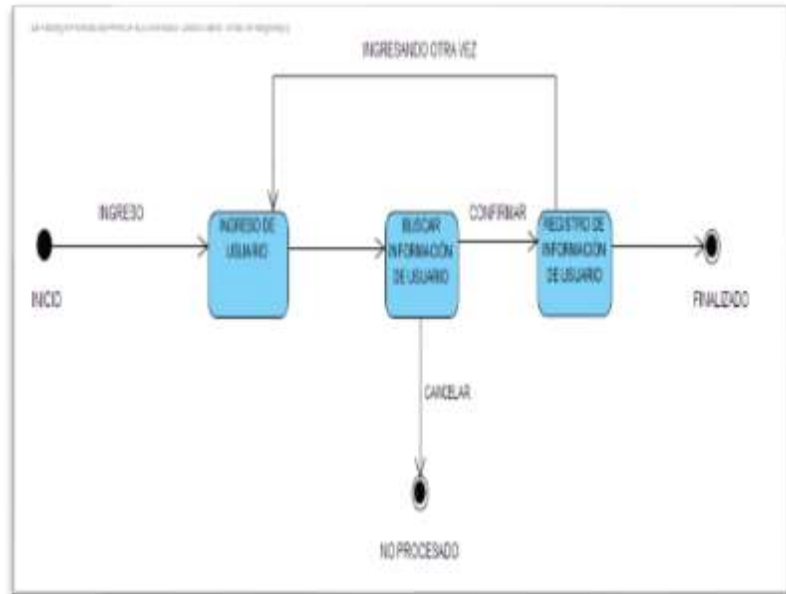 INGRESANDO OTRA VEZ
INGRESO
INGRESO DE
USUARIO
BUSCAR
INFORMACIÓN
DE USUARIO
CONFIRMAR
REGISTRO DE
INFORMACIÓN
DE USUARIO
INICIO
FINALIZADO
CANCELAR
NO PROCESADO